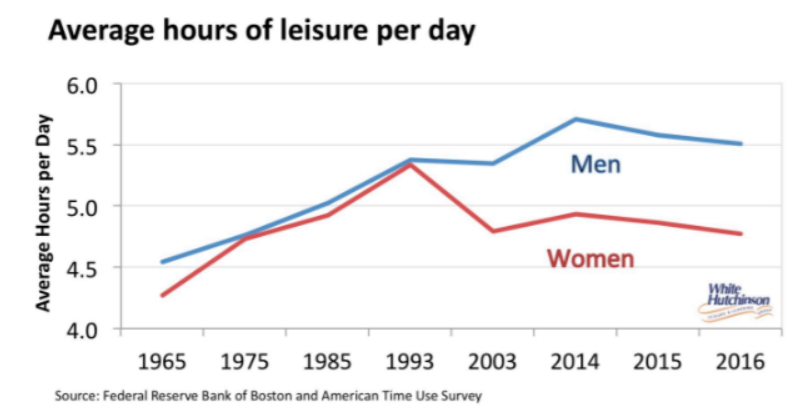 Average hours of leisure per day
Average Hours per Day
6.0
5.5
5.0
4.5
4.0
Men
Women
White
Hutchinson
1965 1975 1985 1993 2003 2014 2015 2016
Source: Federal Reserve Bank of Boston and American Time Use Survey